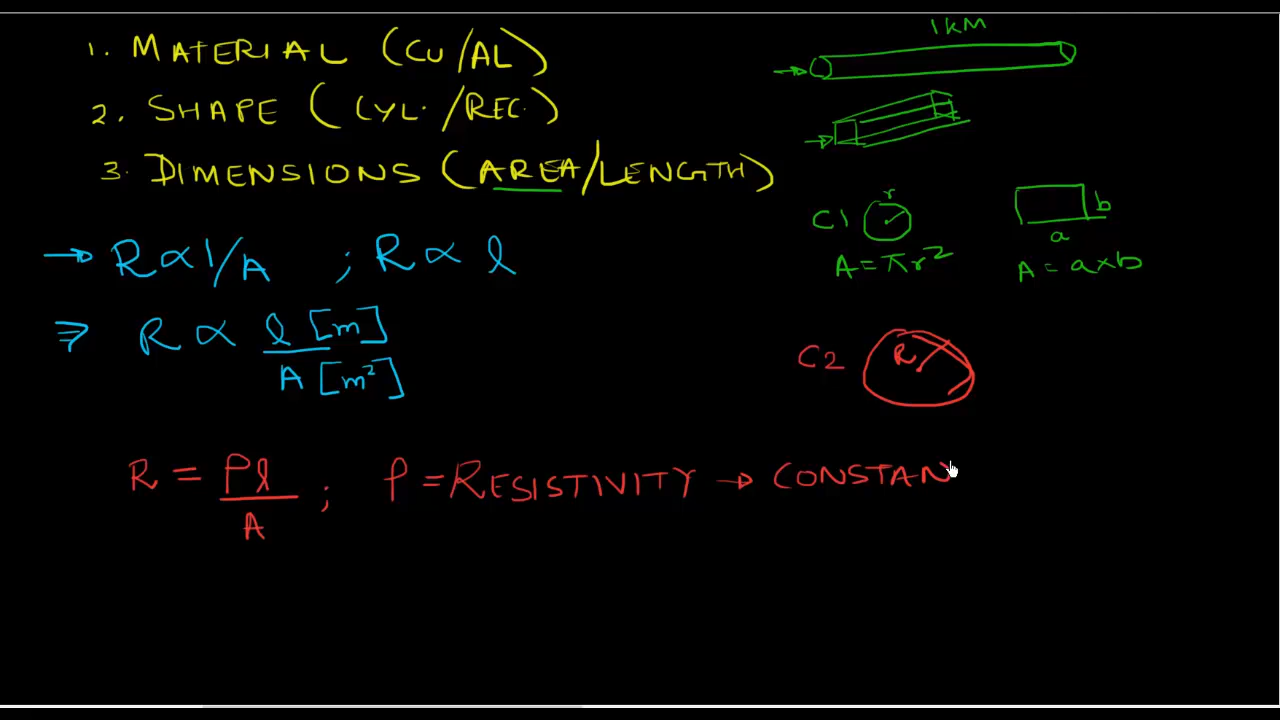 1. MATERIAL (CU/AL)
2. SHAPE (CYL./REC.)
3. DIMENSIONS (AREA/LENGTH)
→ R ∝ 1/A ; R ∝ l
⇒ R ∝ l [m]
A [m²]
R = ρl
A ; ρ = RESISTIVITY → CONSTAN
1KM
C1 r
A = πr²
b
a
A = a×b
C2 R